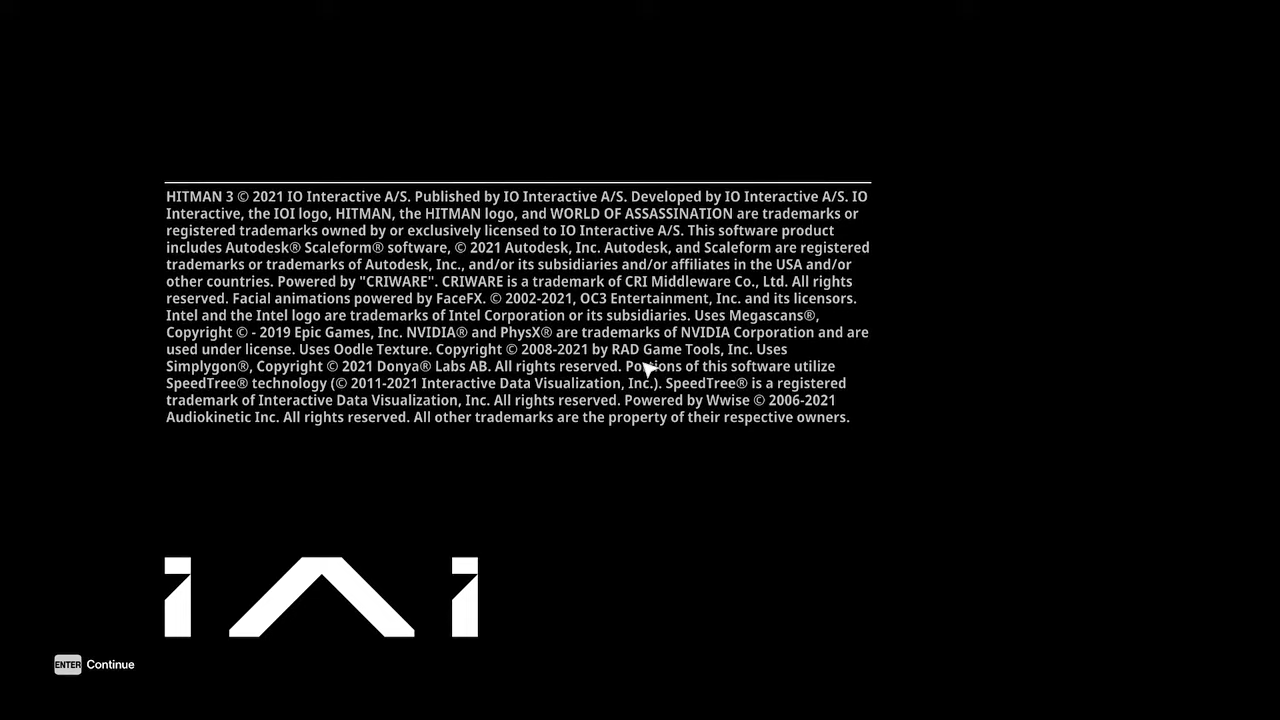 HITMAN 3 © 2021 IO Interactive A/S. Published by IO Interactive A/S. Developed by IO Interactive A/S. IO
Interactive, the IOI logo, HITMAN, the HITMAN logo, and WORLD OF ASSASSINATION are trademarks or
registered trademarks owned by or exclusively licensed to IO Interactive A/S. This software product
includes Autodesk® Scaleform® software, © 2021 Autodesk, Inc. Autodesk, and Scaleform are registered
trademarks or trademarks of Autodesk, Inc., and/or its subsidiaries and/or affiliates in the USA and/or
other countries. Powered by "CRIWARE". CRIWARE is a trademark of CRI Middleware Co., Ltd. All rights
reserved. Facial animations powered by FaceFX. © 2002-2021, OC3 Entertainment, Inc. and its licensors.
Intel and the Intel logo are trademarks of Intel Corporation or its subsidiaries. Uses Megascans®,
Copyright © - 2019 Epic Games, Inc. NVIDIA® and PhysX® are trademarks of NVIDIA Corporation and are
used under license. Uses Oodle Texture. Copyright © 2008-2021 by RAD Game Tools, Inc. Uses
Simplygon®, Copyright © 2021 Donya® Labs AB. All rights reserved. Portions of this software utilize
SpeedTree® technology (© 2011-2021 Interactive Data Visualization, Inc.). SpeedTree® is a registered
trademark of Interactive Data Visualization, Inc. All rights reserved. Powered by Wwise © 2006-2021
Audiokinetic Inc. All rights reserved. All other trademarks are the property of their respective owners.
ENTER Continue